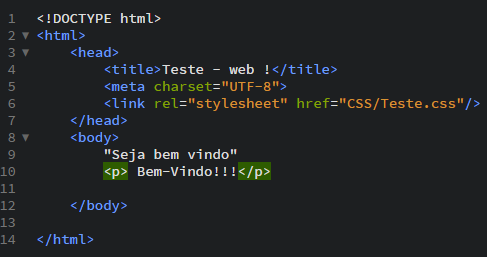 1 <!DOCTYPE html>
2 <html>
3 <head>
4 <title>Teste - web !</title>
5 <meta charset="UTF-8">
6 <link rel="stylesheet" href="CSS/Teste.css"/>
7 </head>
8 <body>
9 "Seja bem vindo"
10 <p> Bem-Vindo!!!</p>
11
12 </body>
13
14 </html>